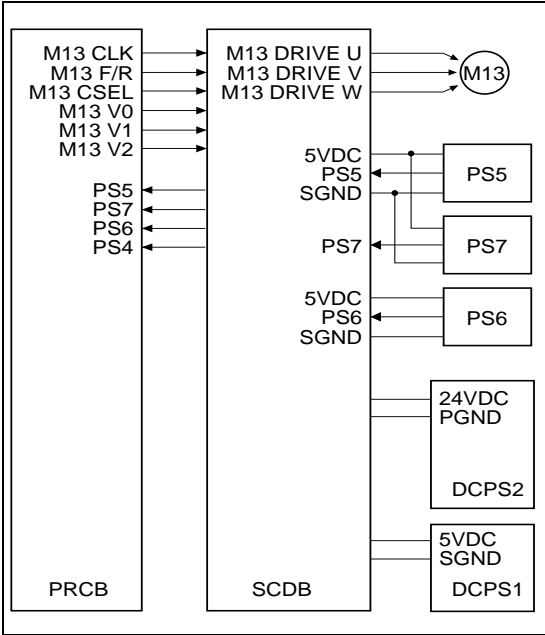 M13 CLK
M13 F/R
M13 CSEL
M13 V0
M13 V1
M13 V2
PS5
PS7
PS6
PS4
PRCB
M13 DRIVE U
M13 DRIVE V
M13 DRIVE W
5VDC
PS5
SGND
PS7
5VDC
PS6
SGND
SCDB
M13
PS5
PS7
PS6
24VDC
PGND
DCPS2
5VDC
SGND
DCPS1